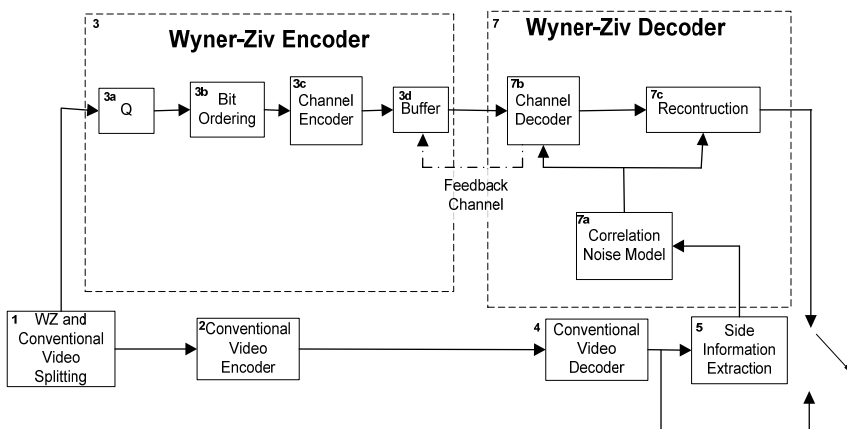 3
Wyner-Ziv Encoder
7
Wyner-Ziv Decoder
3a
Q
3b
Bit
Ordering
3c
Channel
Encoder
3d
Buffer
7b
Channel
Decoder
7c
Recontruction
Feedback
Channel
7a
Correlation
Noise Model
1
WZ and
Conventional
Video
Splitting
2
Conventional
Video
Encoder
4
Conventional
Video
Decoder
5
Side
Information
Extraction